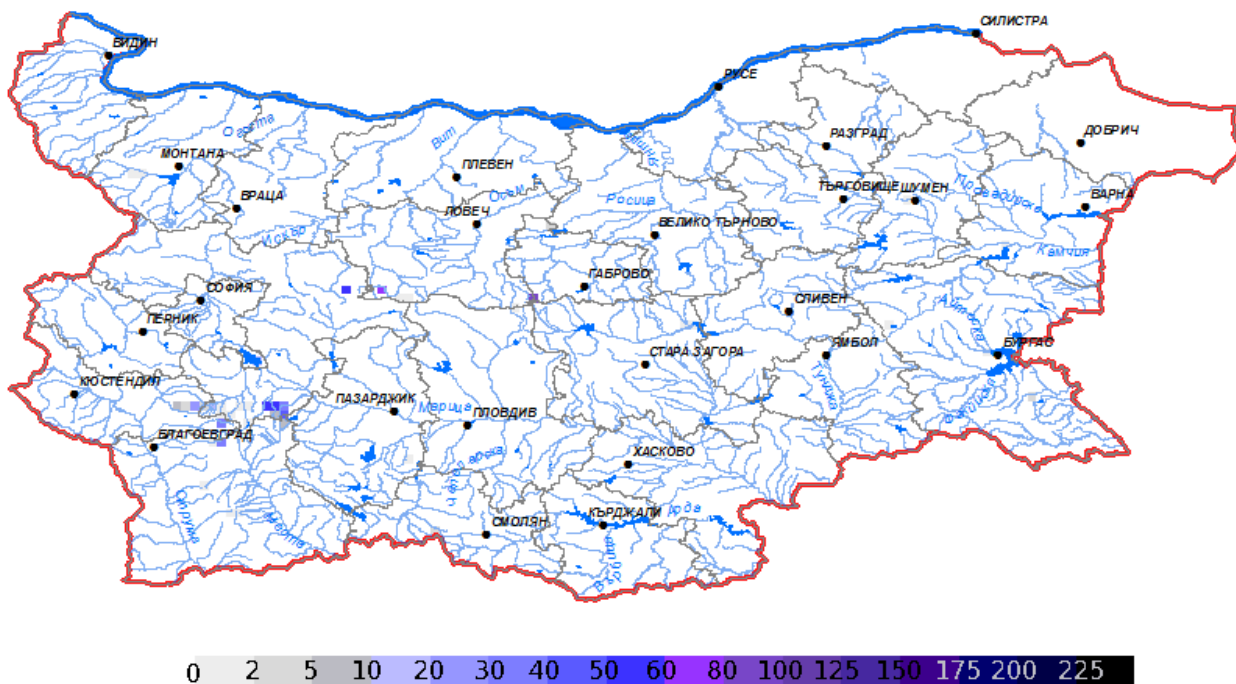 СИЛИСТРА
ВИДИН
РУСЕ
Огоста
Вит
РАЗГРАД
ДОБРИЧ
МОНТАНА
ПЛЕВЕН
ВРАЦА
Осъм
Росица
ТЪРГОВИЩЕ
ШУМЕН
Провадийска
ВАРНА
ЛОВЕЧ
Искър
ВЕЛИКО ТЪРНОВО
Камчия
СОФИЯ
ГАБРОВО
СЛИВЕН
ПЕРНИК
ЯМБОЛ
БУРГАС
СТАРА ЗАГОРА
Тунджа
КЮСТЕНДИЛ
ПАЗАРДЖИК
Марица
ПЛОВДИВ
БЛАГОЕВГРАД
ХАСКОВО
Струма
Места
СМОЛЯН
КЪРДЖАЛИ
0 2 5 10 20 30 40 50 60 80 100 125 150 175 200 225